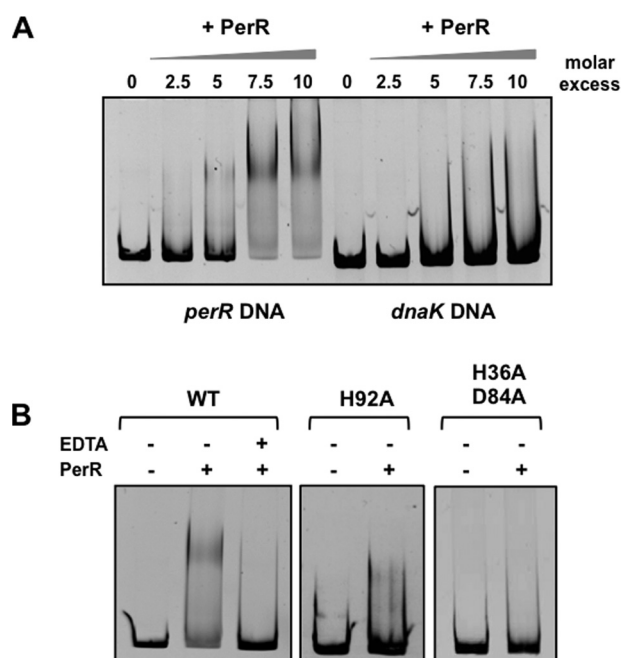 A
+ PerR + PerR
molar
excess
0 2.5 5 7.5 10 0 2.5 5 7.5 10
perR DNA dnaK DNA
B
WT H92A H36A
D84A
EDTA - - + - - - -
PerR - + + - + - +